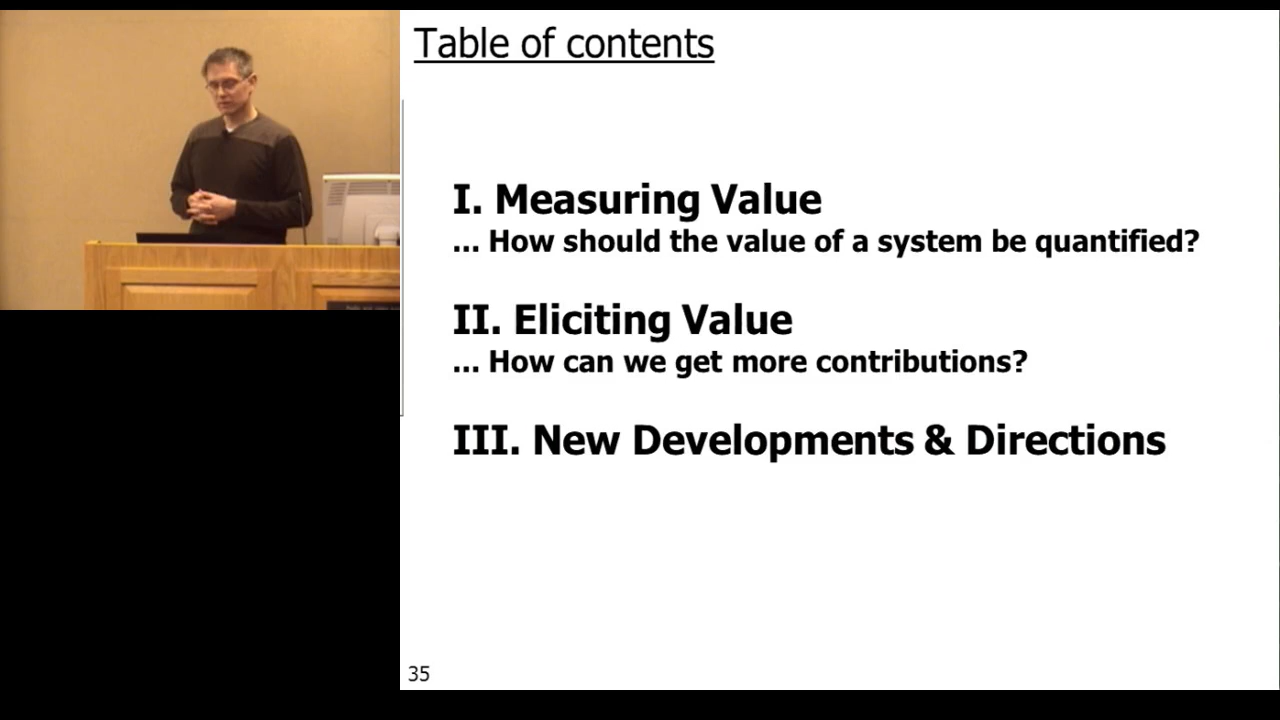 Table of contents
I. Measuring Value
... How should the value of a system be quantified?
II. Eliciting Value
... How can we get more contributions?
III. New Developments & Directions
35